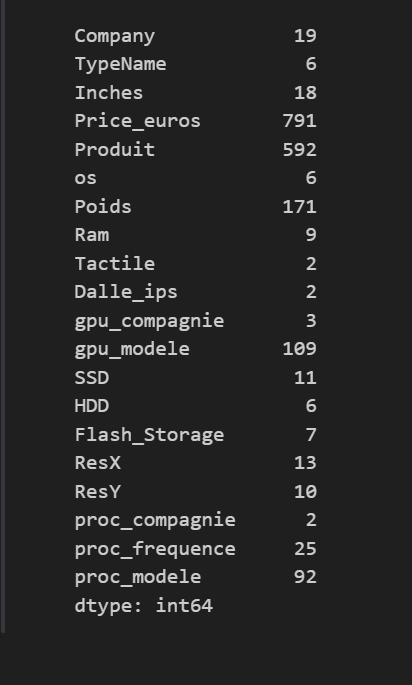 Company 19
TypeName 6
Inches 18
Price_euros 791
Produit 592
os 6
Poids 171
Ram 9
Tactile 2
Dalle_ips 2
gpu_compagnie 3
gpu_modele 109
SSD 11
HDD 6
Flash_Storage 7
ResX 13
ResY 10
proc_compagnie 2
proc_frequence 25
proc_modele 92
dtype: int64